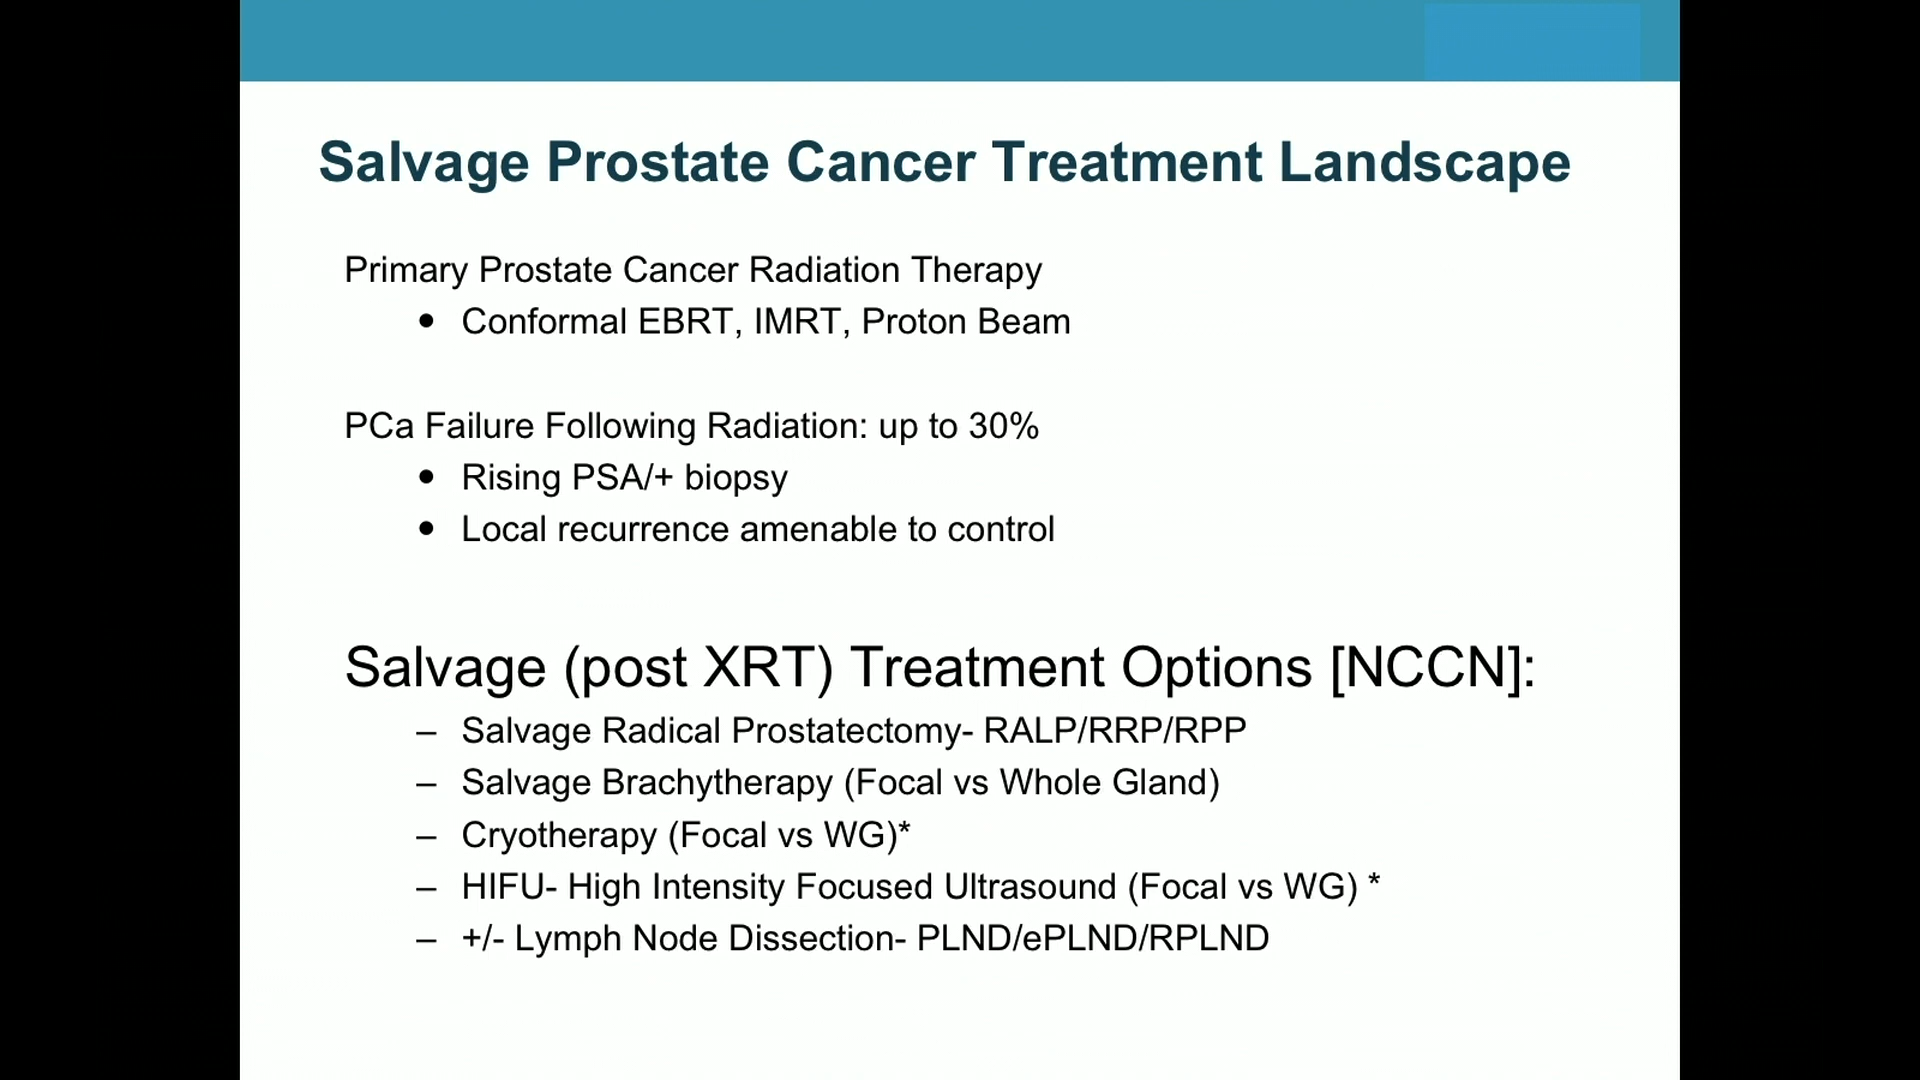 Salvage Prostate Cancer Treatment Landscape
Primary Prostate Cancer Radiation Therapy
• Conformal EBRT, IMRT, Proton Beam
PCa Failure Following Radiation: up to 30%
• Rising PSA/+ biopsy
• Local recurrence amenable to control
Salvage (post XRT) Treatment Options [NCCN]:
– Salvage Radical Prostatectomy- RALP/RRP/RPP
– Salvage Brachytherapy (Focal vs Whole Gland)
– Cryotherapy (Focal vs WG)*
– HIFU- High Intensity Focused Ultrasound (Focal vs WG) *
– +/- Lymph Node Dissection- PLND/ePLND/RPLND